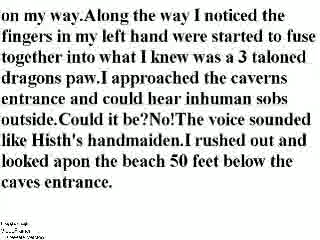 on my way.Along the way I noticed the
fingers in my left hand were started to fuse
together into what I knew was a 3 taloned
dragons paw.I approached the caverns
entrance and could hear inhuman sobs
outside.Could it be?No!The voice sounded
like Histh's handmaiden.I rushed out and
looked apon the beach 50 feet below the
caves entrance.